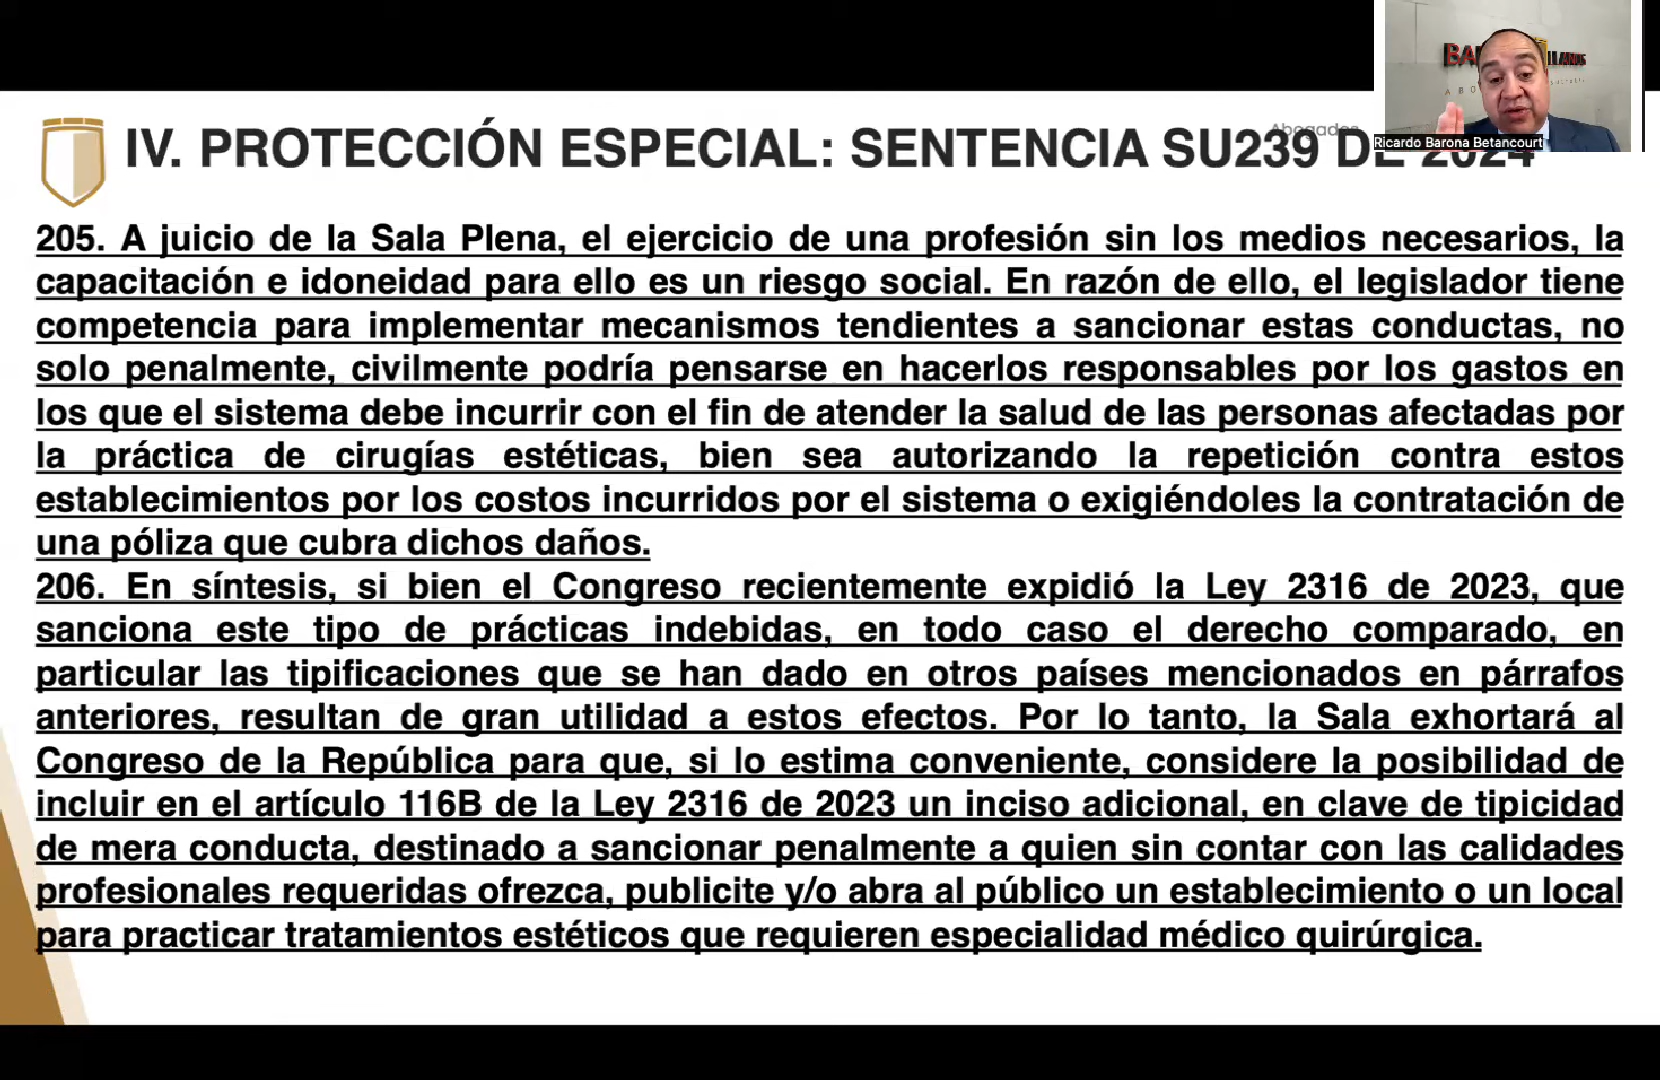 IV. PROTECCIÓN ESPECIAL: SENTENCIA SU239 DE 2024
Abogados
Ricardo Barona Betancourt
205. A juicio de la Sala Plena, el ejercicio de una profesión sin los medios necesarios, la
capacitación e idoneidad para ello es un riesgo social. En razón de ello, el legislador tiene
competencia para implementar mecanismos tendientes a sancionar estas conductas, no
solo penalmente, civilmente podría pensarse en hacerlos responsables por los gastos en
los que el sistema debe incurrir con el fin de atender la salud de las personas afectadas por
la práctica de cirugías estéticas, bien sea autorizando la repetición contra estos
establecimientos por los costos incurridos por el sistema o exigiéndoles la contratación de
una póliza que cubra dichos daños.
206. En síntesis, si bien el Congreso recientemente expidió la Ley 2316 de 2023, que
sanciona este tipo de prácticas indebidas, en todo caso el derecho comparado, en
particular las tipificaciones que se han dado en otros países mencionados en párrafos
anteriores, resultan de gran utilidad a estos efectos. Por lo tanto, la Sala exhortará al
Congreso de la República para que, si lo estima conveniente, considere la posibilidad de
incluir en el artículo 116B de la Ley 2316 de 2023 un inciso adicional, en clave de tipicidad
de mera conducta, destinado a sancionar penalmente a quien sin contar con las calidades
profesionales requeridas ofrezca, publicite y/o abra al público un establecimiento o un local
para practicar tratamientos estéticos que requieren especialidad médico quirúrgica.